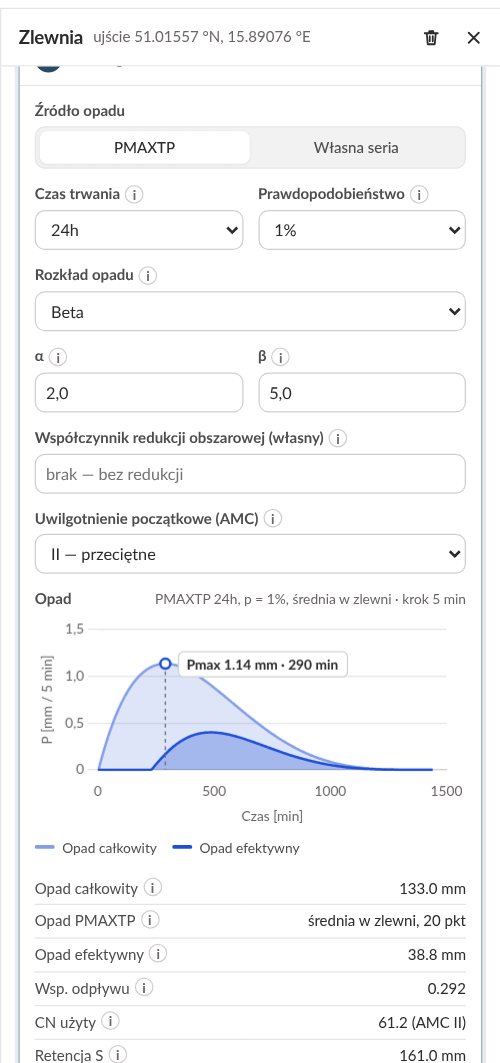 Zlewnia ujście 51.01557 °N, 15.89076 °E
Źródło opadu
PMAXTP Własna seria
Czas trwania i Prawdopodobieństwo i
24h 1%
Rozkład opadu i
Beta
α i β i
2,0 5,0
Współczynnik redukcji obszarowej (własny) i
brak — bez redukcji
Uwilgotnienie początkowe (AMC) i
II — przeciętne
Opad PMAXTP 24h, p = 1%, średnia w zlewni · krok 5 min
P [mm / 5 min]
1,5
1,0
0,5
0
Pmax 1.14 mm · 290 min
0 500 1000 1500
Czas [min]
Opad całkowity Opad efektywny
Opad całkowity i 133.0 mm
Opad PMAXTP i średnia w zlewni, 20 pkt
Opad efektywny i 38.8 mm
Wsp. odpływu i 0.292
CN użyty i 61.2 (AMC II)
Retencja S i 161.0 mm